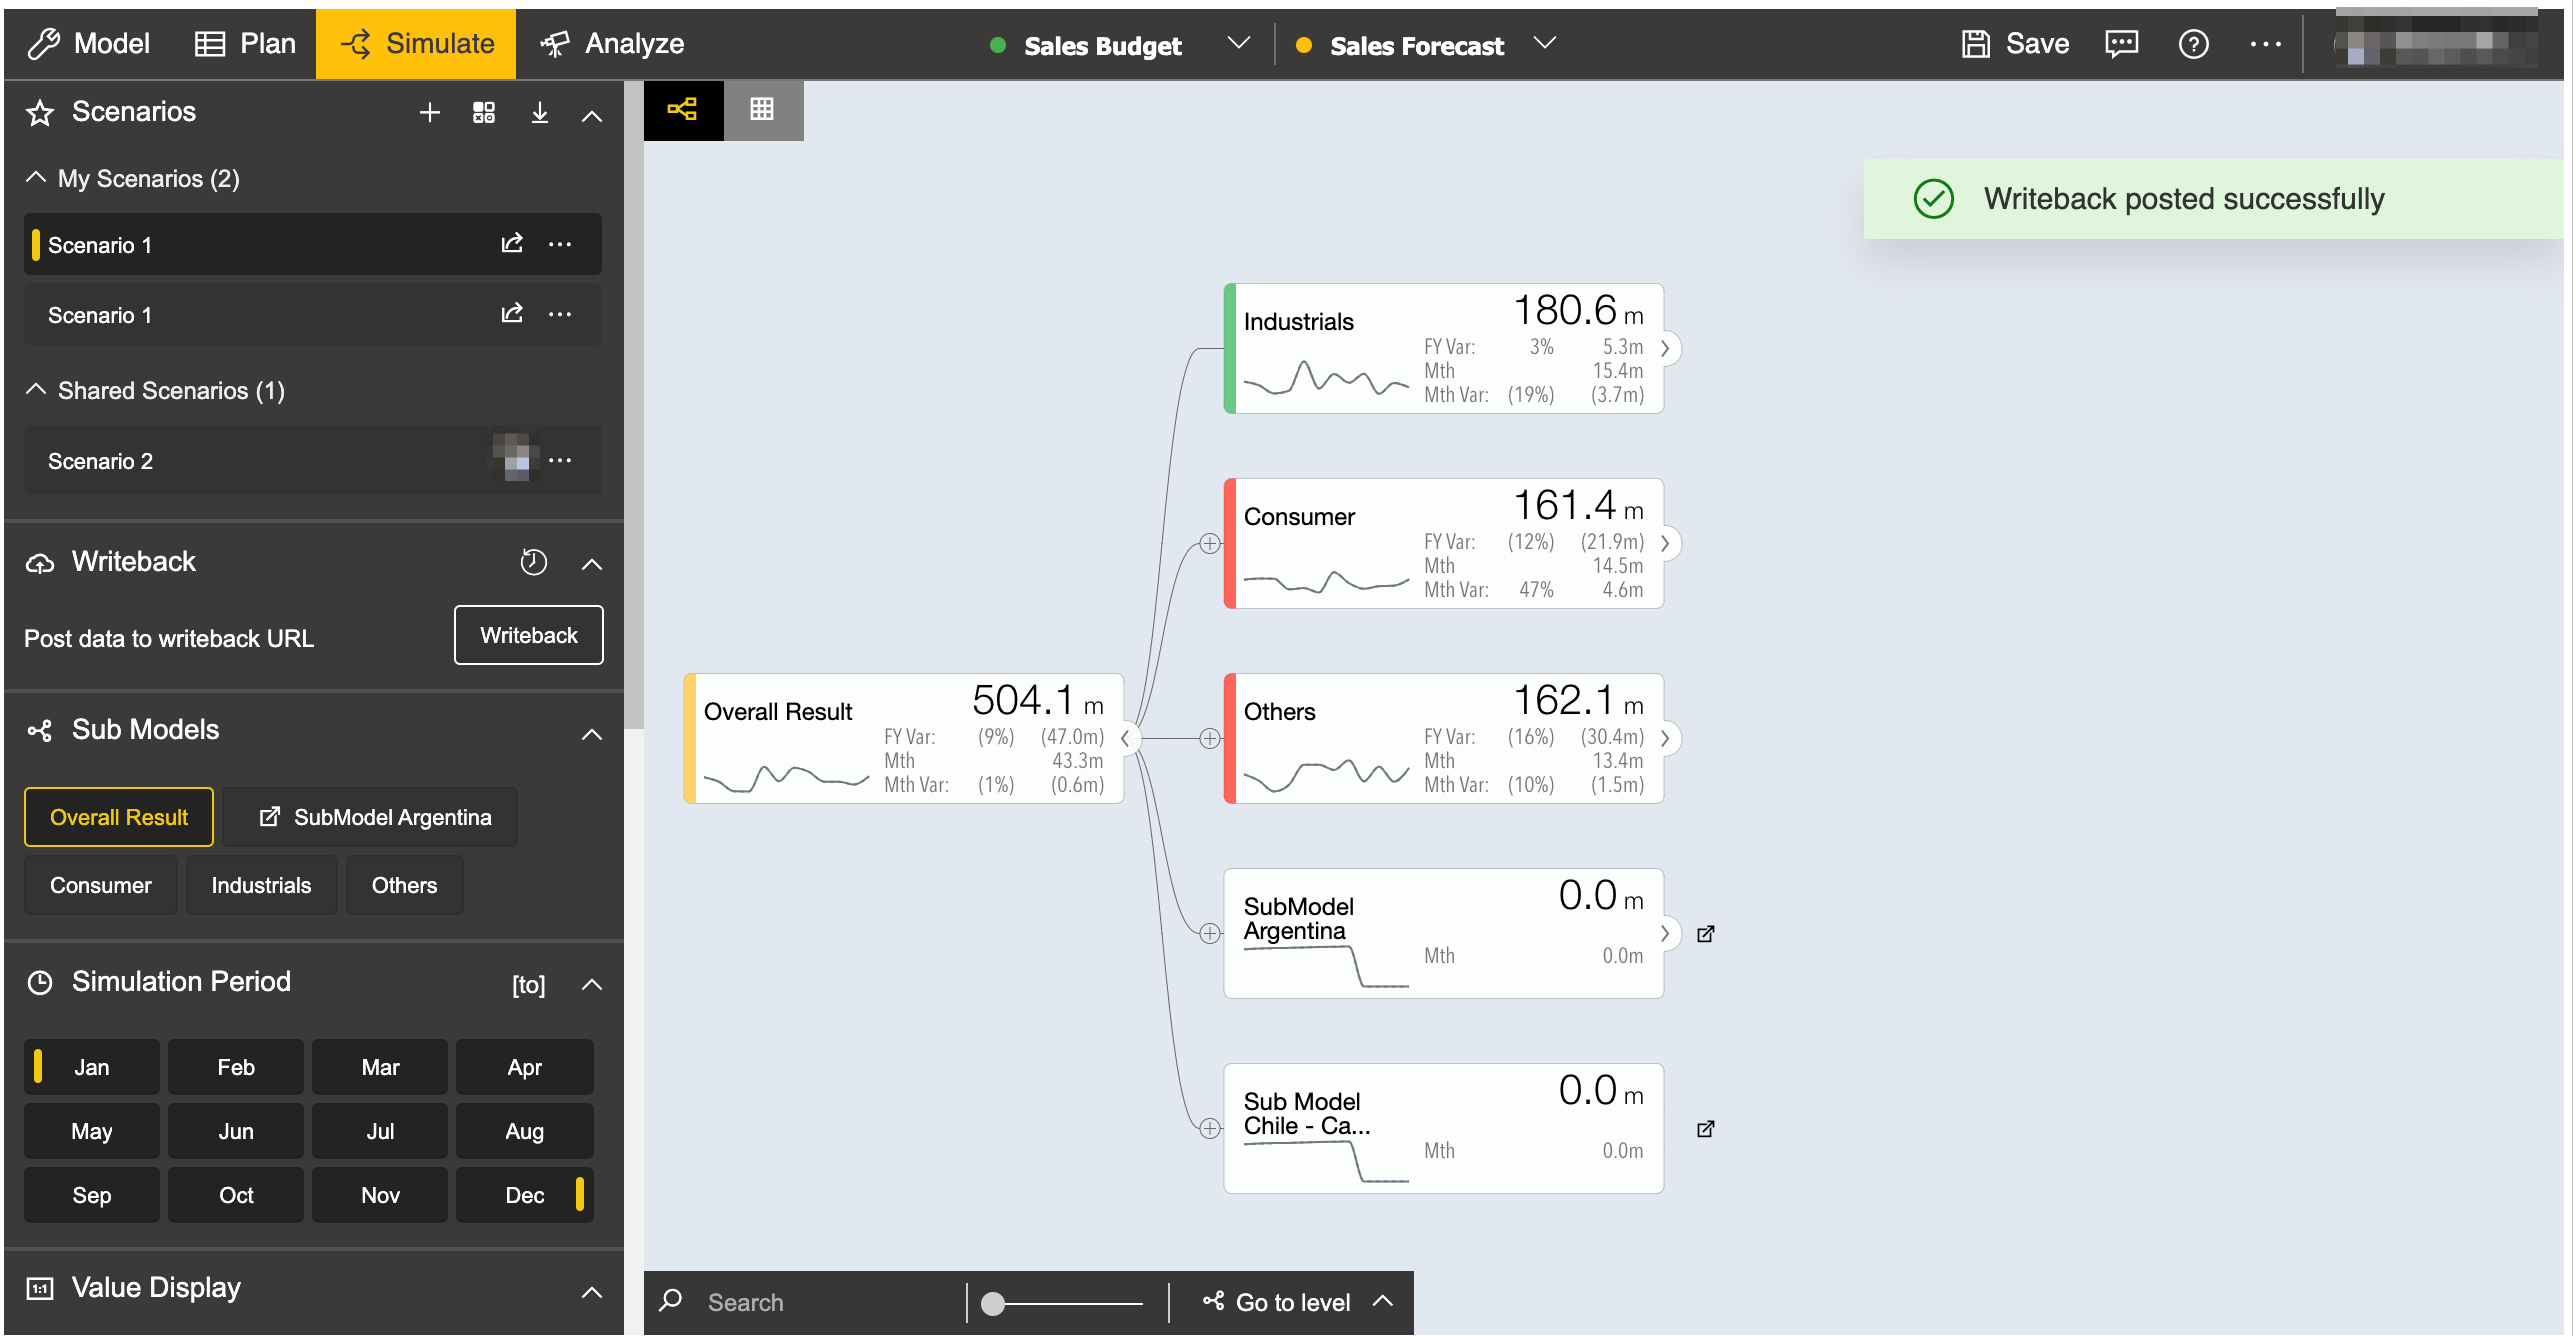 Model
Plan
Simulate
Analyze
Sales Budget
Sales Forecast
Save
Scenarios
My Scenarios (2)
Scenario 1
Scenario 1
Shared Scenarios (1)
Scenario 2
Writeback
Post data to writeback URL
Writeback
Sub Models
Overall Result
SubModel Argentina
Consumer
Industrials
Others
Simulation Period
[to]
Jan
Feb
Mar
Apr
May
Jun
Jul
Aug
Sep
Oct
Nov
Dec
1:1
Value Display
Writeback posted successfully
Overall Result
504.1 m
FY Var: (9%) (47.0m)
Mth 43.3m
Mth Var: (1%) (0.6m)
Industrials
180.6 m
FY Var: 3% 5.3m
Mth 15.4m
Mth Var: (19%) (3.7m)
Consumer
161.4 m
FY Var: (12%) (21.9m)
Mth 14.5m
Mth Var: 47% 4.6m
Others
162.1 m
FY Var: (16%) (30.4m)
Mth 13.4m
Mth Var: (10%) (1.5m)
SubModel
Argentina
0.0 m
Mth 0.0m
Sub Model
Chile - Ca...
0.0 m
Mth 0.0m
Search
Go to level